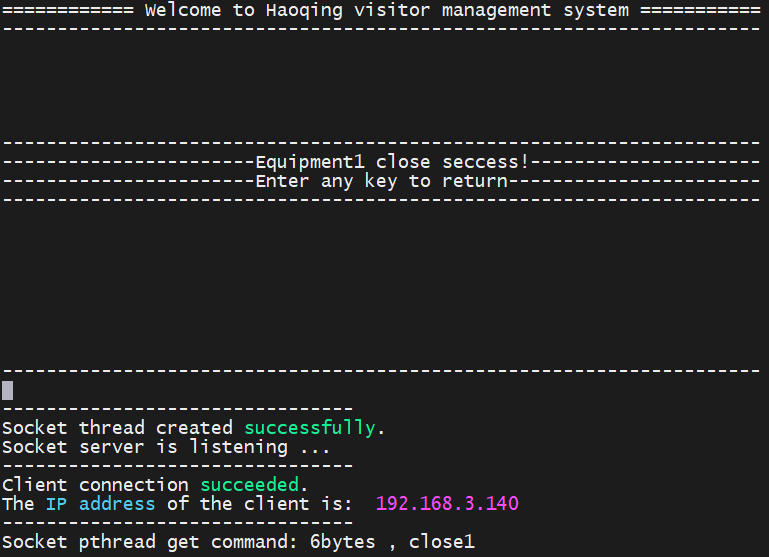 ============ Welcome to Haoqing visitor management system ===========
---------------------------------------------------------------------
---------------------------------------------------------------------
-----------------------Equipment1 close seccess!---------------------
-----------------------Enter any key to return-----------------------
---------------------------------------------------------------------
---------------------------------------------------------------------
--------------------------------
Socket thread created successfully.
Socket server is listening ...
--------------------------------
Client connection succeeded.
The IP address of the client is:  192.168.3.140
--------------------------------
Socket pthread get command: 6bytes , close1